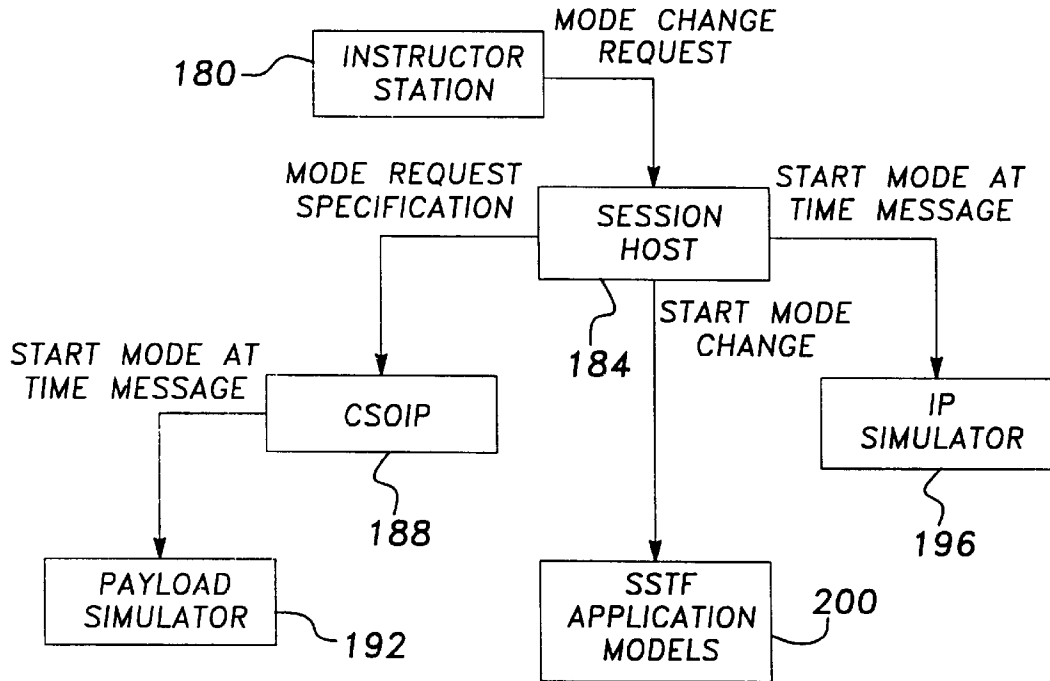 MODE CHANGE
REQUEST
180
INSTRUCTOR
STATION
MODE REQUEST
SPECIFICATION
SESSION
HOST
START MODE AT
TIME MESSAGE
184
START MODE
CHANGE
START MODE AT
TIME MESSAGE
CSOIP
188
IP
SIMULATOR
196
PAYLOAD
SIMULATOR
192
SSTF
APPLICATION
MODELS
200